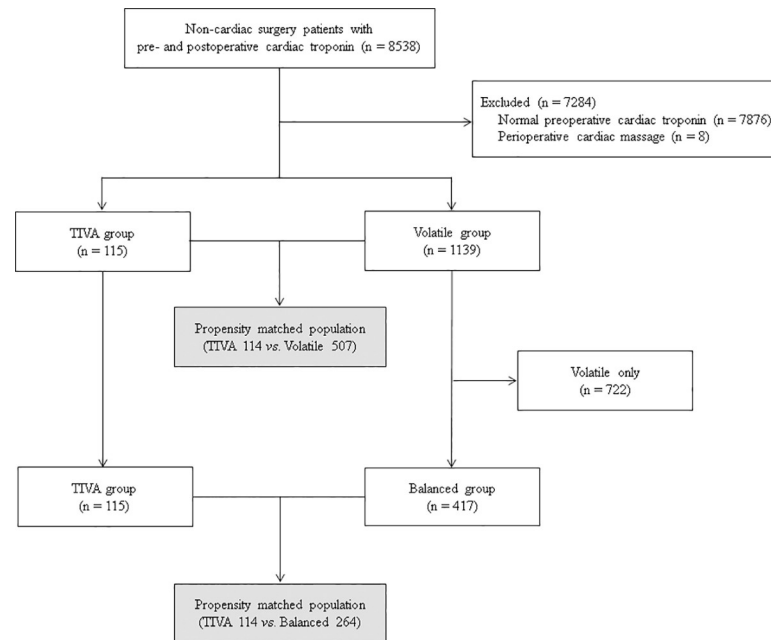 Non-cardiac surgery patients with
pre- and postoperative cardiac troponin (n = 8538)
Excluded (n = 7284)
Normal preoperative cardiac troponin (n = 7876)
Perioperative cardiac massage (n = 8)
TIVA group
(n = 115)
Volatile group
(n = 1139)
Propensity matched population
(TIVA 114 vs. Volatile 507)
Volatile only
(n = 722)
TIVA group
(n = 115)
Balanced group
(n = 417)
Propensity matched population
(TIVA 114 vs. Balanced 264)